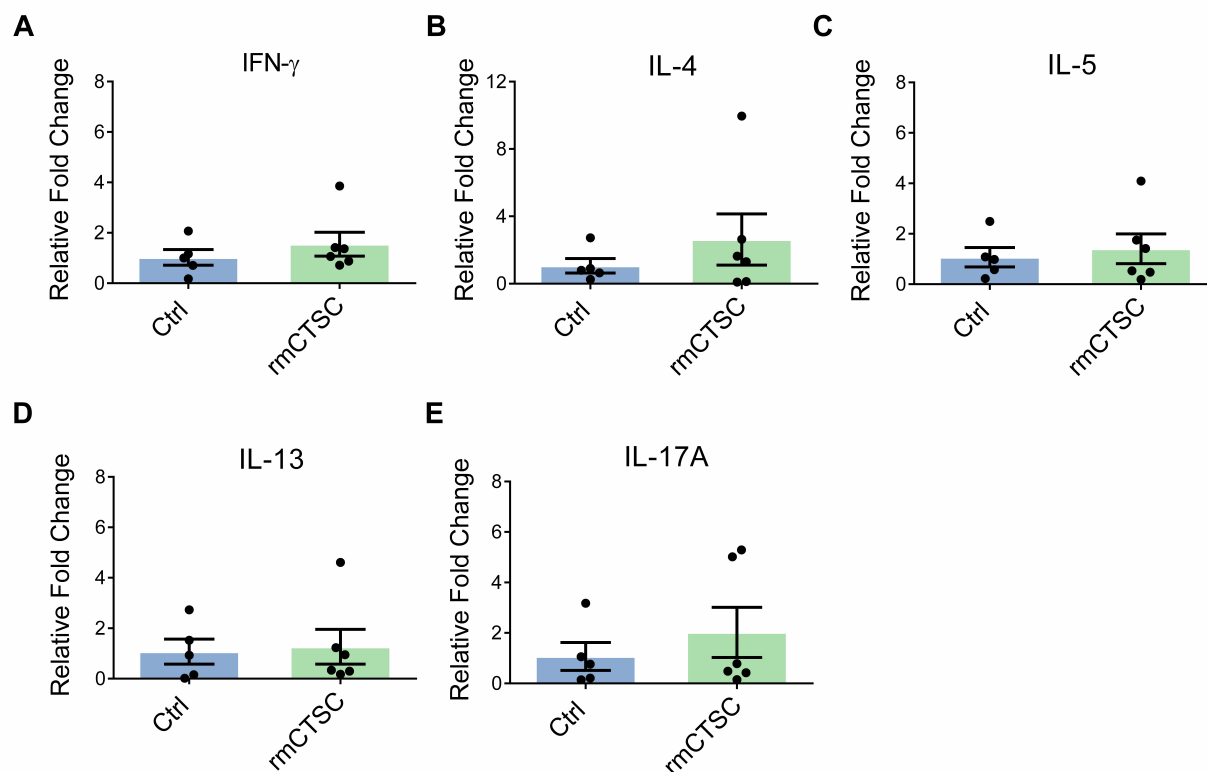 A
IFN-γ
Relative Fold Change
8
6
4
2
0
Ctrl
rmCTSC
B
IL-4
Relative Fold Change
12
8
4
0
Ctrl
rmCTSC
C
IL-5
Relative Fold Change
8
6
4
2
0
Ctrl
rmCTSC
D
IL-13
Relative Fold Change
8
6
4
2
0
Ctrl
rmCTSC
E
IL-17A
Relative Fold Change
8
6
4
2
0
Ctrl
rmCTSC